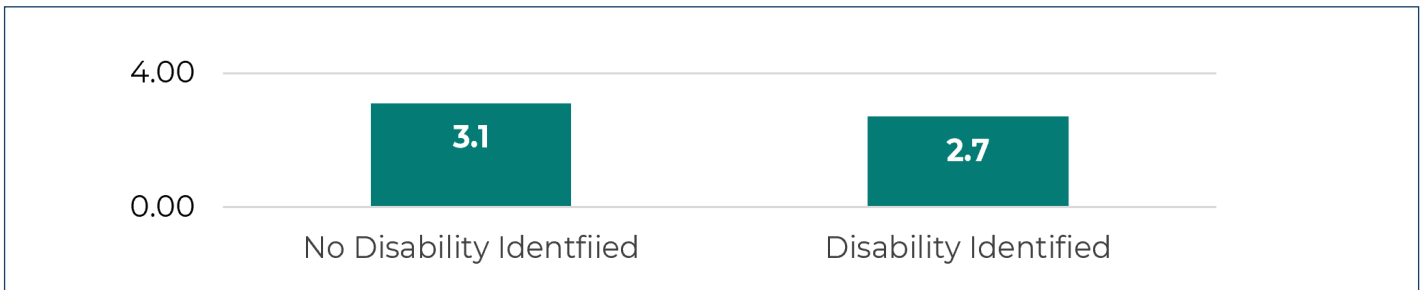 4.00
3.1
2.7
0.00
No Disability Identfiied
Disability Identified